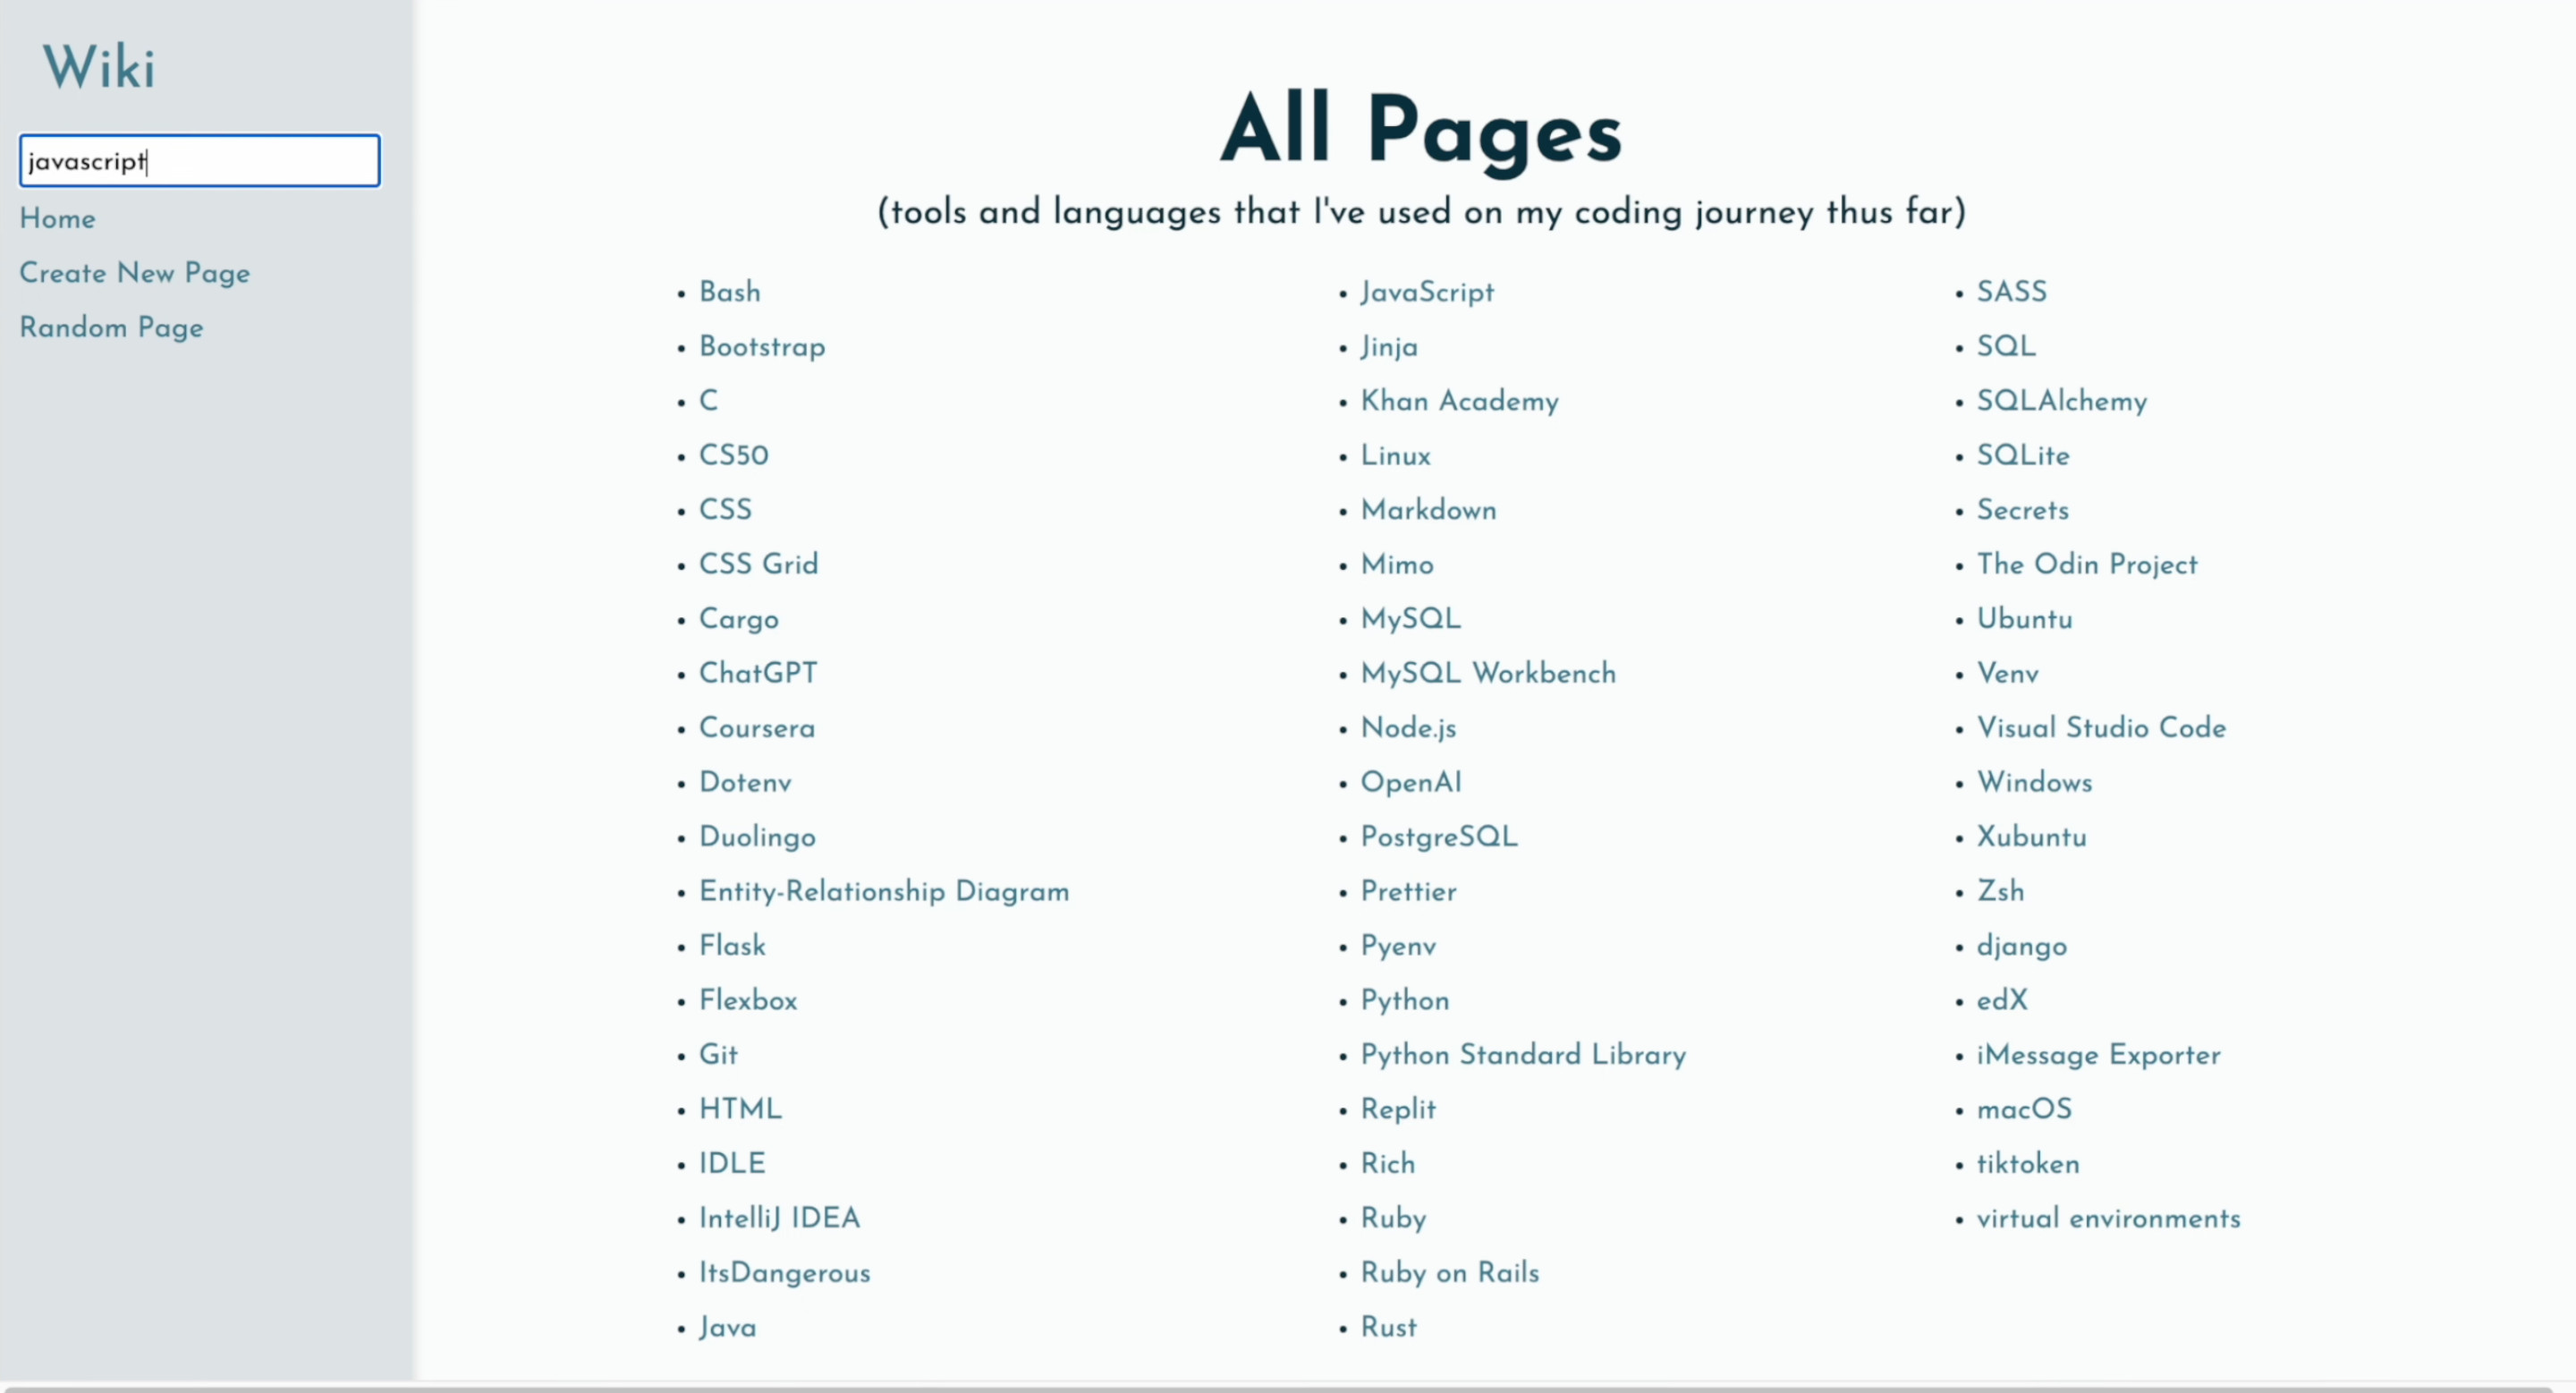 Wiki
javascript
Home
Create New Page
Random Page
All Pages
(tools and languages that I've used on my coding journey thus far)
Bash
Bootstrap
C
CS50
CSS
CSS Grid
Cargo
ChatGPT
Coursera
Dotenv
Duolingo
Entity-Relationship Diagram
Flask
Flexbox
Git
HTML
IDLE
IntelliJ IDEA
ItsDangerous
Java
JavaScript
Jinja
Khan Academy
Linux
Markdown
Mimo
MySQL
MySQL Workbench
Node.js
OpenAI
PostgreSQL
Prettier
Pyenv
Python
Python Standard Library
Replit
Rich
Ruby
Ruby on Rails
Rust
SASS
SQL
SQLAlchemy
SQLite
Secrets
The Odin Project
Ubuntu
Venv
Visual Studio Code
Windows
Xubuntu
Zsh
django
edX
iMessage Exporter
macOS
tiktoken
virtual environments